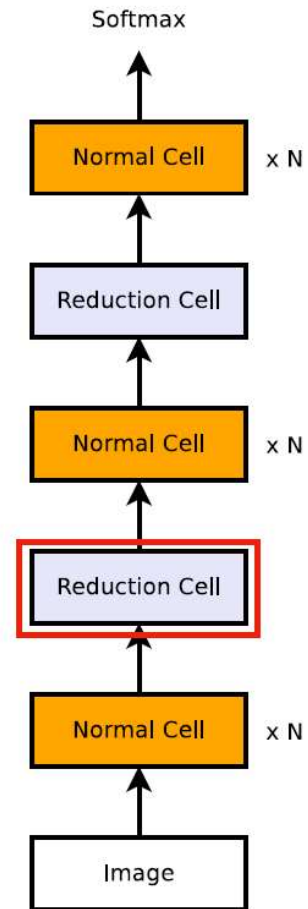 Softmax
Normal Cell x N
Reduction Cell
Normal Cell x N
Reduction Cell
Normal Cell x N
Image